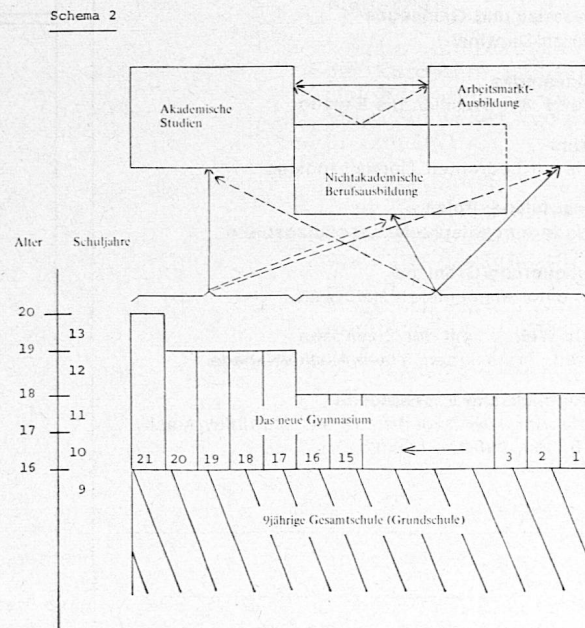 Schema 2
Akademische
Studien
Arbeitsmarkt-
Ausbildung
Nichtakademische
Berufsausbildung
Alter Schuljahre
20
13
19
12
18
11
17
10
16
9
Das neue Gymnasium
21 20 19 18 17 16 15 3 2 1
9jährige Gesamtschule (Grundschule)